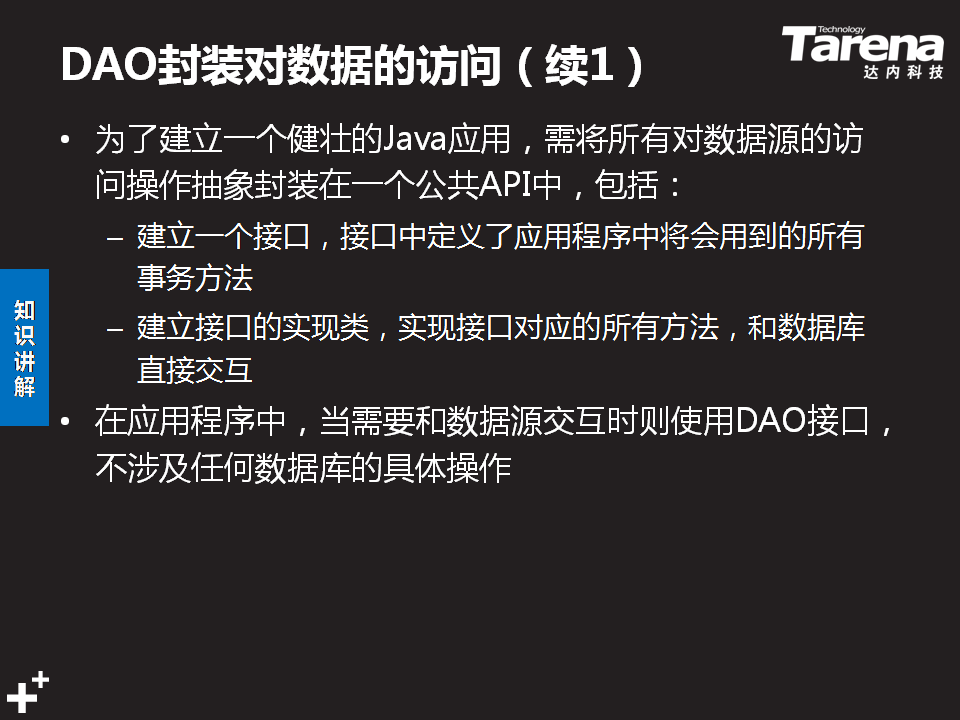 DAO封装对数据的访问（续1）
Technology
Tarena
达内科技
• 为了建立一个健壮的Java应用，需将所有对数据源的访
问操作抽象封装在一个公共API中，包括：
– 建立一个接口，接口中定义了应用程序中将会用到的所有
事务方法
– 建立接口的实现类，实现接口对应的所有方法，和数据库
直接交互
知识讲解
• 在应用程序中，当需要和数据源交互时则使用DAO接口，
不涉及任何数据库的具体操作